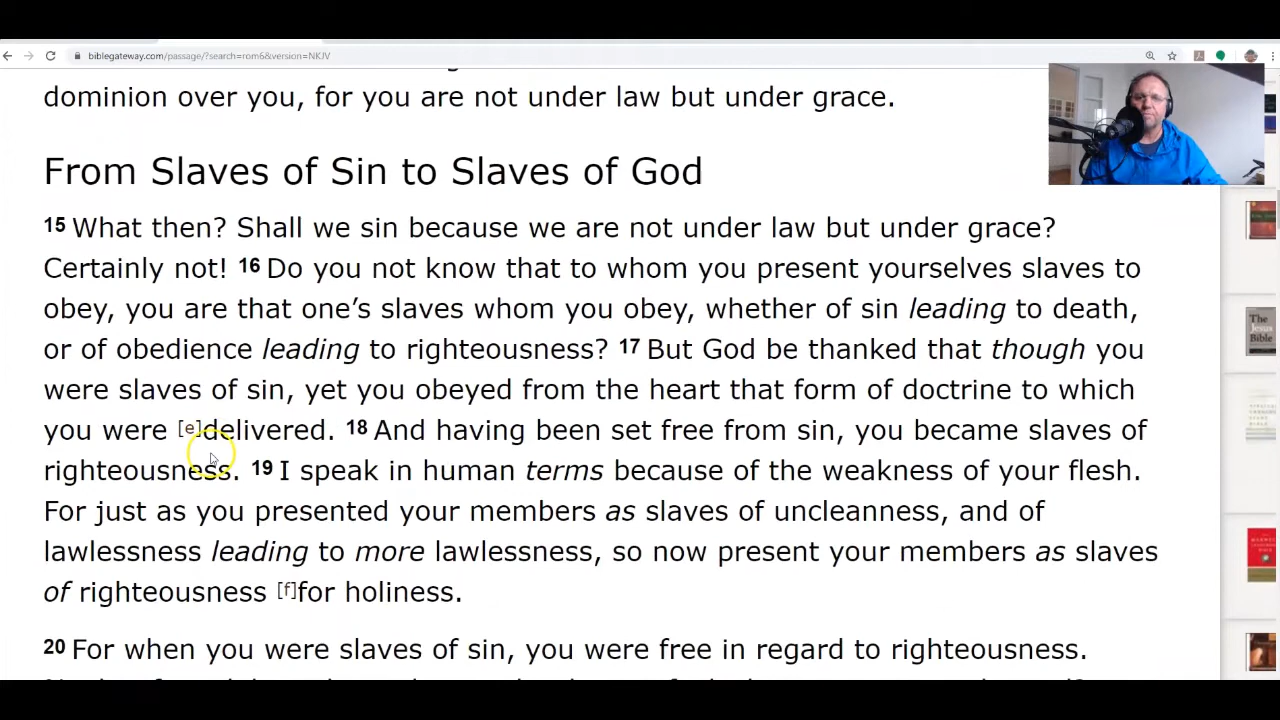 biblegateway.com/passage/?search=rom6&version=NKJV
dominion over you, for you are not under law but under grace.
From Slaves of Sin to Slaves of God
15 What then? Shall we sin because we are not under law but under grace?
Certainly not! 16 Do you not know that to whom you present yourselves slaves to
obey, you are that one’s slaves whom you obey, whether of sin leading to death,
or of obedience leading to righteousness? 17 But God be thanked that though you
were slaves of sin, yet you obeyed from the heart that form of doctrine to which
you were [e]delivered. 18 And having been set free from sin, you became slaves of
righteousness. 19 I speak in human terms because of the weakness of your flesh.
For just as you presented your members as slaves of uncleanness, and of
lawlessness leading to more lawlessness, so now present your members as slaves
of righteousness [f]for holiness.
20 For when you were slaves of sin, you were free in regard to righteousness.
The
Jesus
Bible